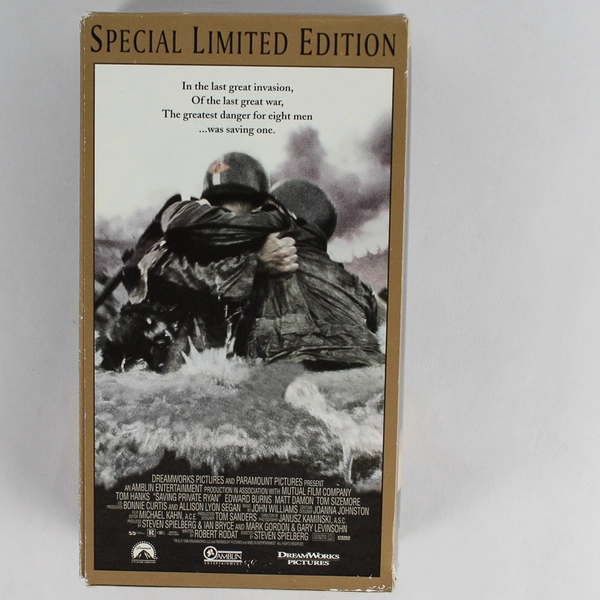 SPECIAL LIMITED EDITION
In the last great invasion,
Of the last great war,
The greatest danger for eight men
...was saving one.
DREAMWORKS PICTURES AND PARAMOUNT PICTURES PRESENT
AN AMBLIN ENTERTAINMENT PRODUCTION IN ASSOCIATION WITH MUTUAL FILM COMPANY
TOM HANKS "SAVING PRIVATE RYAN" EDWARD BURNS MATT DAMON TOM SIZEMORE
BONNIE CURTIS AND ALLISON LYON SEGAN JOHN WILLIAMS JOANNA JOHNSTON
MICHAEL KAHN, A.C.E. TOM SANDERS JANUSZ KAMINSKI, A.S.C.
STEVEN SPIELBERG & IAN BRYCE AND MARK GORDON & GARY LEVINSOHN
ROBERT RODAT STEVEN SPIELBERG
R
AMBLIN
ENTERTAINMENT
DREAMWORKS
PICTURES